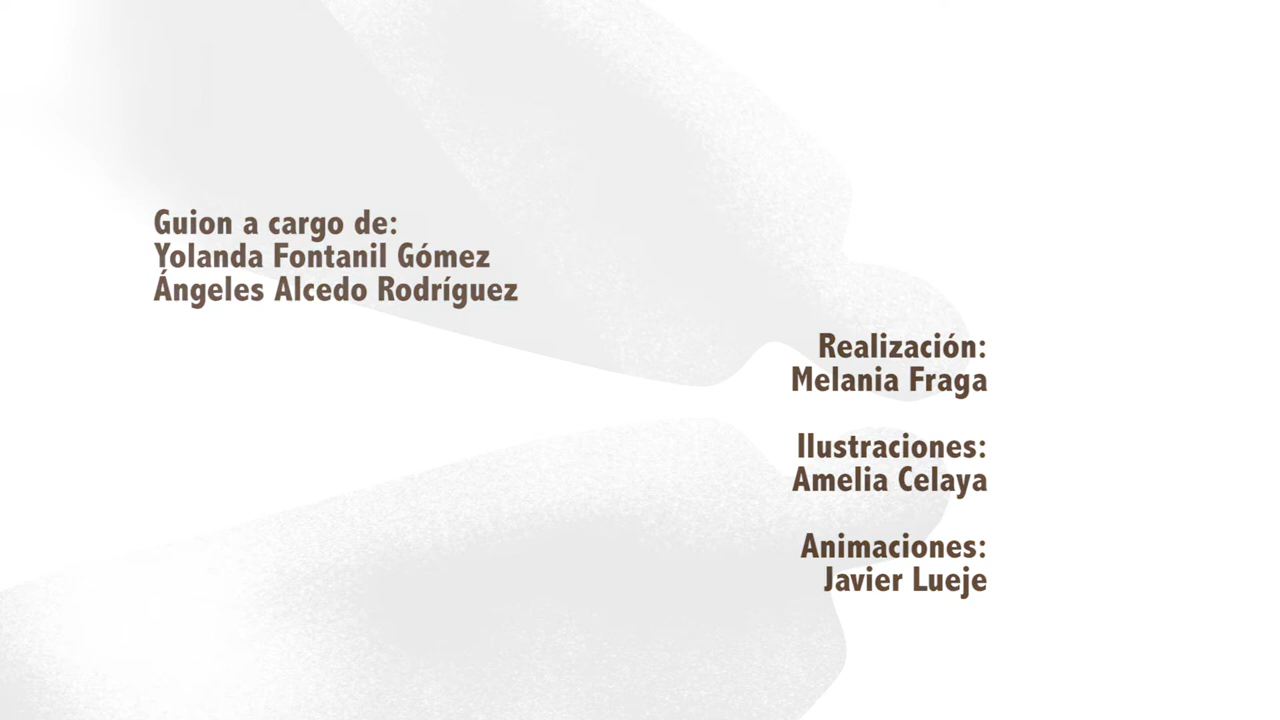 Guion a cargo de:
Yolanda Fontanil Gómez
Ángeles Alcedo Rodríguez
Realización:
Melania Fraga
Ilustraciones:
Amelia Celaya
Animaciones:
Javier Lueje